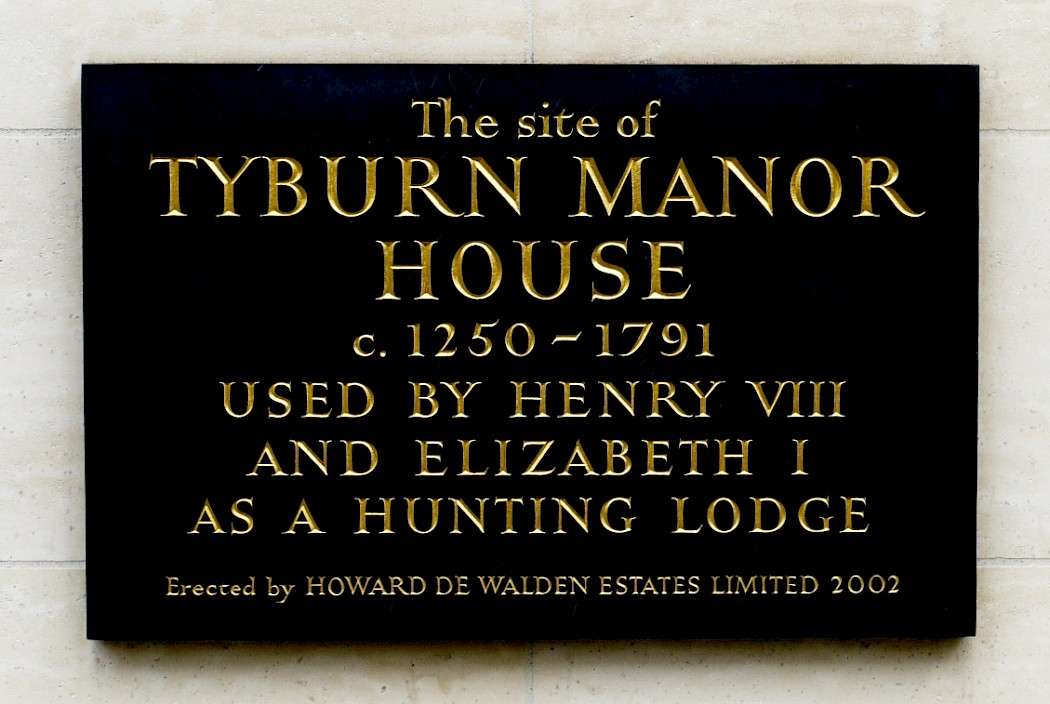 The site of
TYBURN MANOR
HOUSE
c. 1250 – 1791
USED BY HENRY VIII
AND ELIZABETH I
AS A HUNTING LODGE
Erected by HOWARD DE WALDEN ESTATES LIMITED 2002